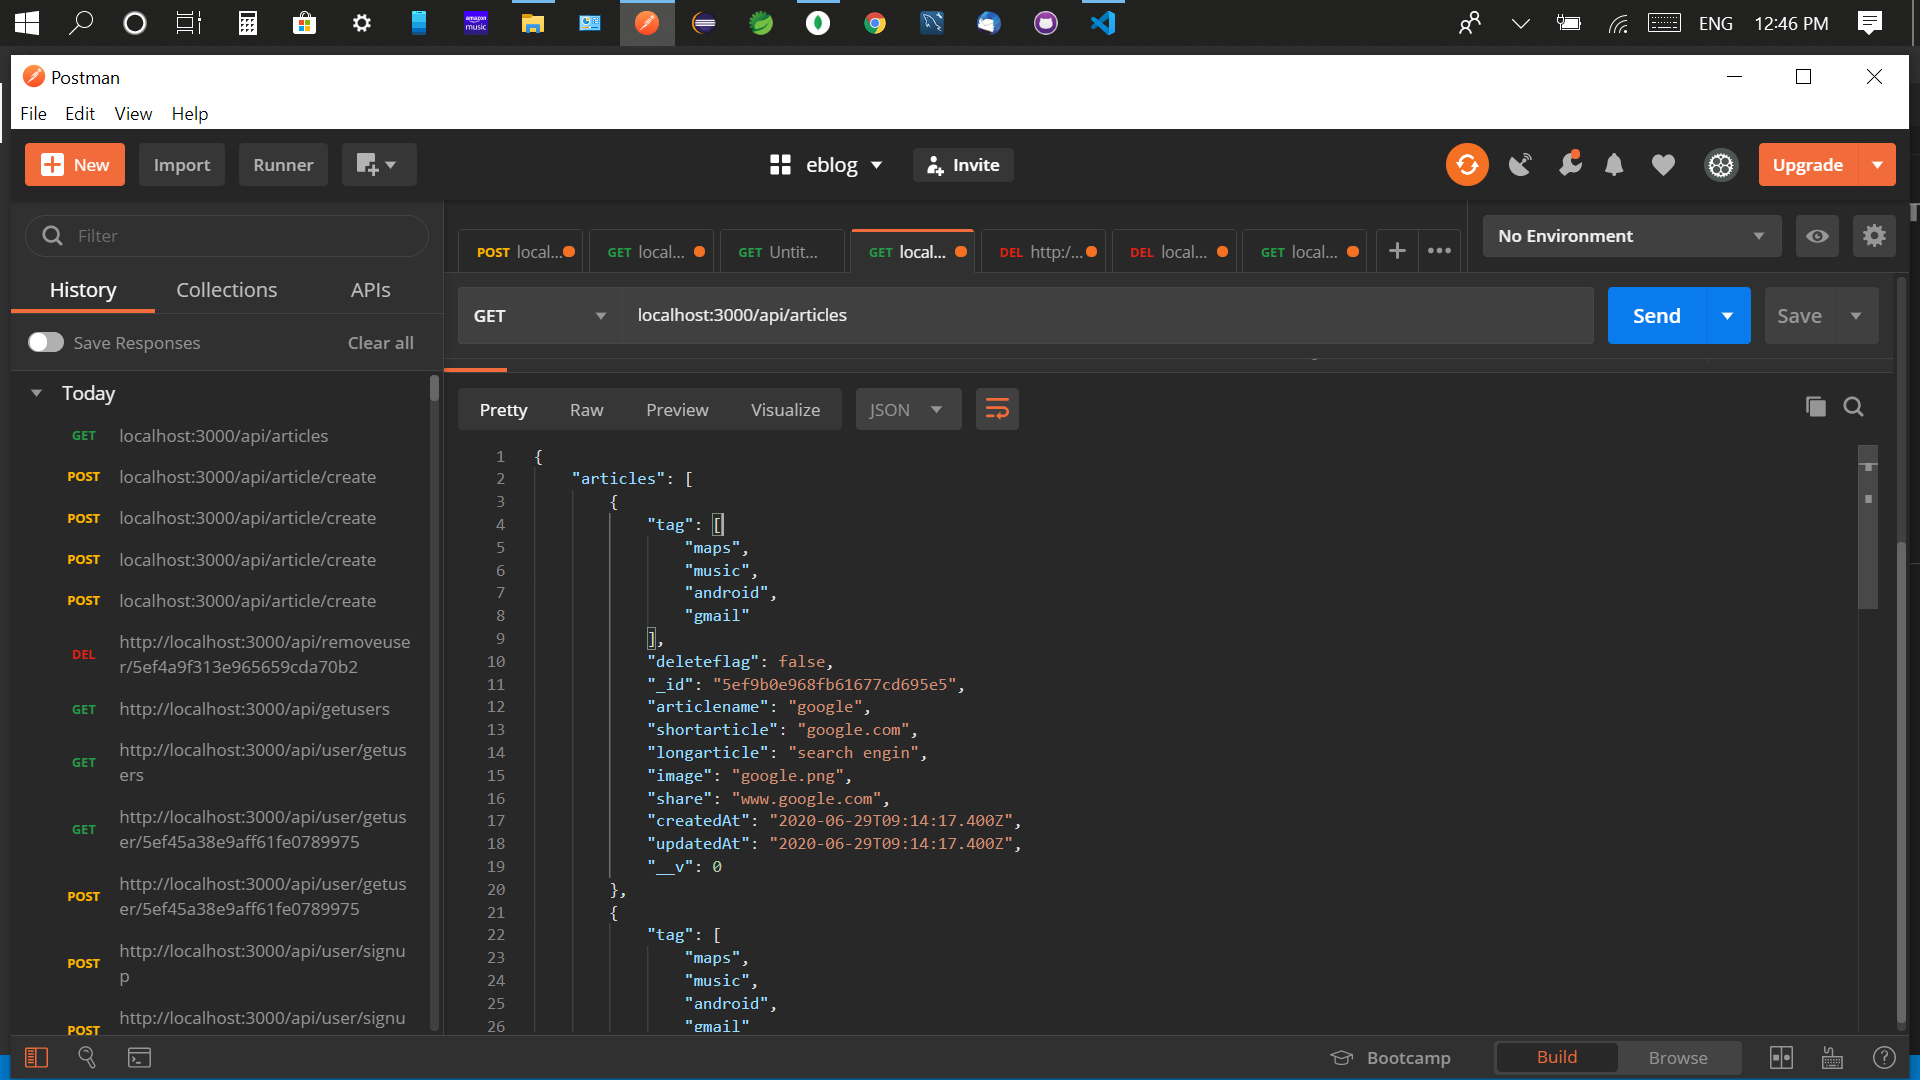 amazon music
ENG
12:46 PM
Postman
File Edit View Help
New Import Runner
eblog
Invite
Upgrade
Filter
History Collections APIs
Save Responses
Clear all
Today
GET localhost:3000/api/articles
POST localhost:3000/api/article/create
POST localhost:3000/api/article/create
POST localhost:3000/api/article/create
POST localhost:3000/api/article/create
DEL http://localhost:3000/api/removeuse
r/5ef4a9f313e965659cda70b2
GET http://localhost:3000/api/getusers
GET http://localhost:3000/api/user/getus
ers
GET http://localhost:3000/api/user/getus
er/5ef45a38e9aff61fe0789975
POST http://localhost:3000/api/user/getus
er/5ef45a38e9aff61fe0789975
POST http://localhost:3000/api/user/signu
p
POST http://localhost:3000/api/user/signu
POST local...
GET local...
GET Untit...
GET local...
DEL http:/...
DEL local...
GET local...
No Environment
GET localhost:3000/api/articles
Send
Save
Pretty Raw Preview Visualize JSON
1 {
2 "articles": [
3 {
4 "tag": [
5 "maps",
6 "music",
7 "android",
8 "gmail"
9 ],
10 "deleteflag": false,
11 "_id": "5ef9b0e968fb61677cd695e5",
12 "articlename": "google",
13 "shortarticle": "google.com",
14 "longarticle": "search engin",
15 "image": "google.png",
16 "share": "www.google.com",
17 "createdAt": "2020-06-29T09:14:17.400Z",
18 "updatedAt": "2020-06-29T09:14:17.400Z",
19 "__v": 0
20 },
21 {
22 "tag": [
23 "maps",
24 "music",
25 "android",
26 "gmail"
Bootcamp
Build
Browse